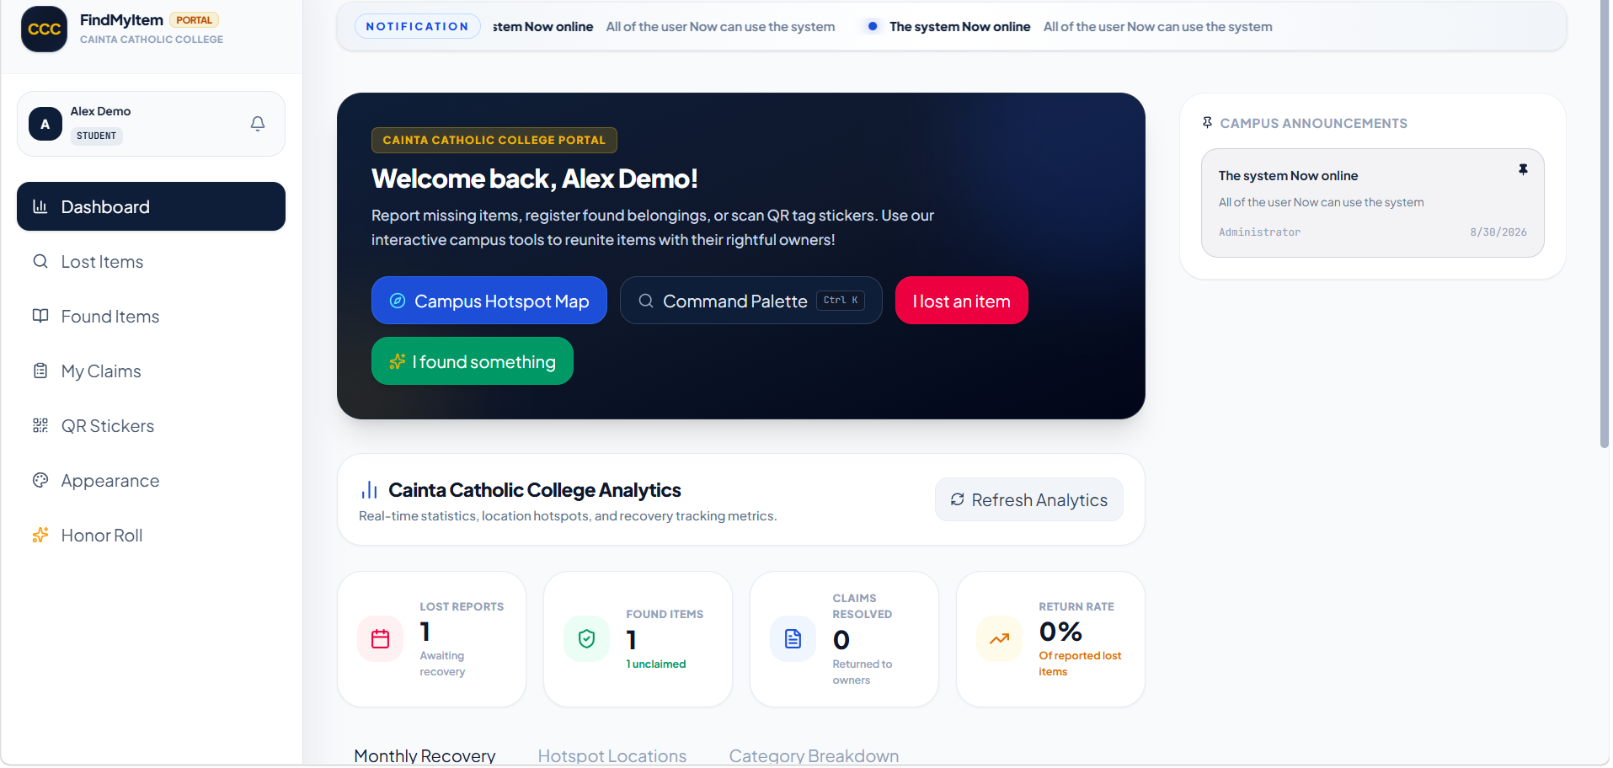 CCC
FindMyItem PORTAL
CAINTA CATHOLIC COLLEGE
A
Alex Demo
STUDENT
Dashboard
Lost Items
Found Items
My Claims
QR Stickers
Appearance
Honor Roll
NOTIFICATION stem Now online All of the user Now can use the system The system Now online All of the user Now can use the system
CAINTA CATHOLIC COLLEGE PORTAL
Welcome back, Alex Demo!
Report missing items, register found belongings, or scan QR tag stickers. Use our
interactive campus tools to reunite items with their rightful owners!
Campus Hotspot Map Command Palette Ctrl K I lost an item
I found something
CAMPUS ANNOUNCEMENTS
The system Now online
All of the user Now can use the system
Administrator 8/30/2026
Cainta Catholic College Analytics
Real-time statistics, location hotspots, and recovery tracking metrics.
Refresh Analytics
LOST REPORTS
1
Awaiting
recovery
FOUND ITEMS
1
1 unclaimed
CLAIMS
RESOLVED
0
Returned to
owners
RETURN RATE
0%
Of reported lost
items
Monthly Recovery Hotspot Locations Category Breakdown